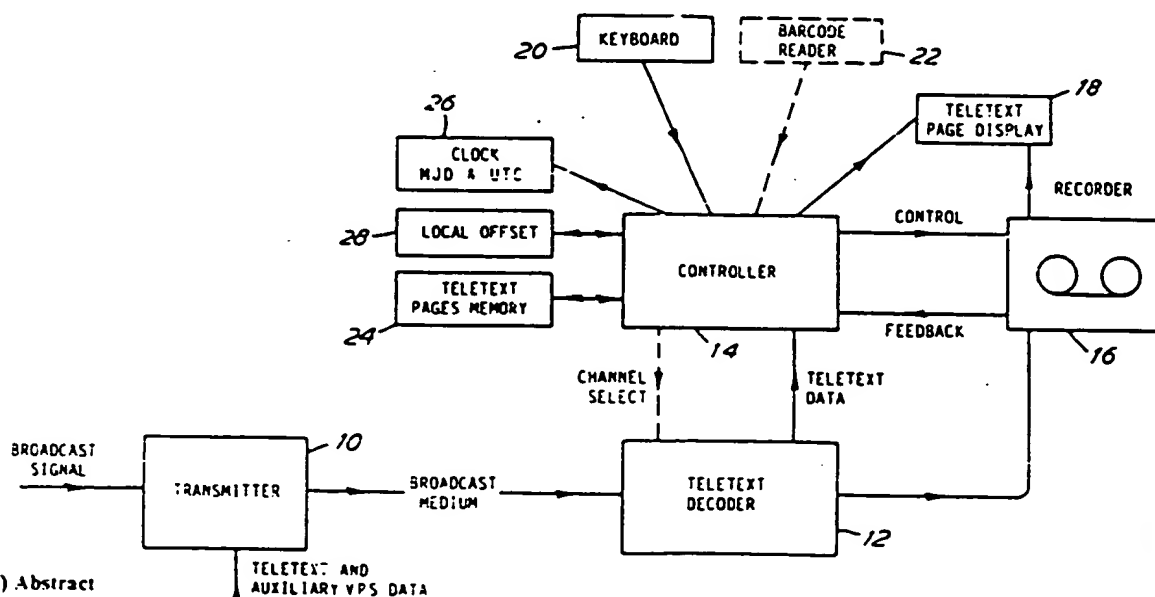 KEYBOARD
20
BARCODE
READER
22
18
TELETEXT
PAGE DISPLAY
26
CLOCK
MJD & UTC
RECORDER
28
LOCAL OFFSET
CONTROL
CONTROLLER
TELETEXT
PAGES MEMORY
24
14
FEEDBACK
16
CHANNEL
SELECT
TELETEXT
DATA
10
BROADCAST
SIGNAL
TRANSMITTER
BROADCAST
MEDIUM
TELETEXT
DECODER
12
) Abstract
TELETEXT AND
AUXILIARY VPS DATA